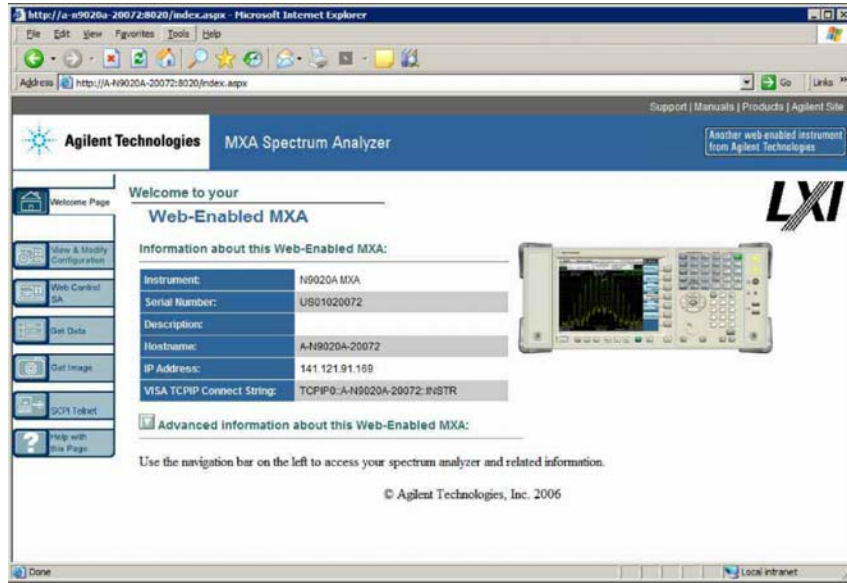 http://a-n9020a-20072:8020/index.aspx - Microsoft Internet Explorer
File Edit View Favorites Tools Help
Address http://A-N9020A-20072:8020/index.aspx Go Links »
Support | Manuals | Products | Agilent Site
Agilent Technologies MXA Spectrum Analyzer
Another web-enabled instrument
from Agilent Technologies
Welcome Page
View & Modify
Configuration
Web Control
SA
Get Data
Get Image
SCPI Telnet
Help with
this Page
Welcome to your
Web-Enabled MXA
LXI
Information about this Web-Enabled MXA:
Instrument: N9020A MXA
Serial Number: US01020072
Description:
Hostname: A-N9020A-20072
IP Address: 141.121.91.169
VISA TCPIP Connect String: TCPIP0::A-N9020A-20072::INSTR
Advanced information about this Web-Enabled MXA:
Use the navigation bar on the left to access your spectrum analyzer and related information.
© Agilent Technologies, Inc. 2006
Done Local intranet